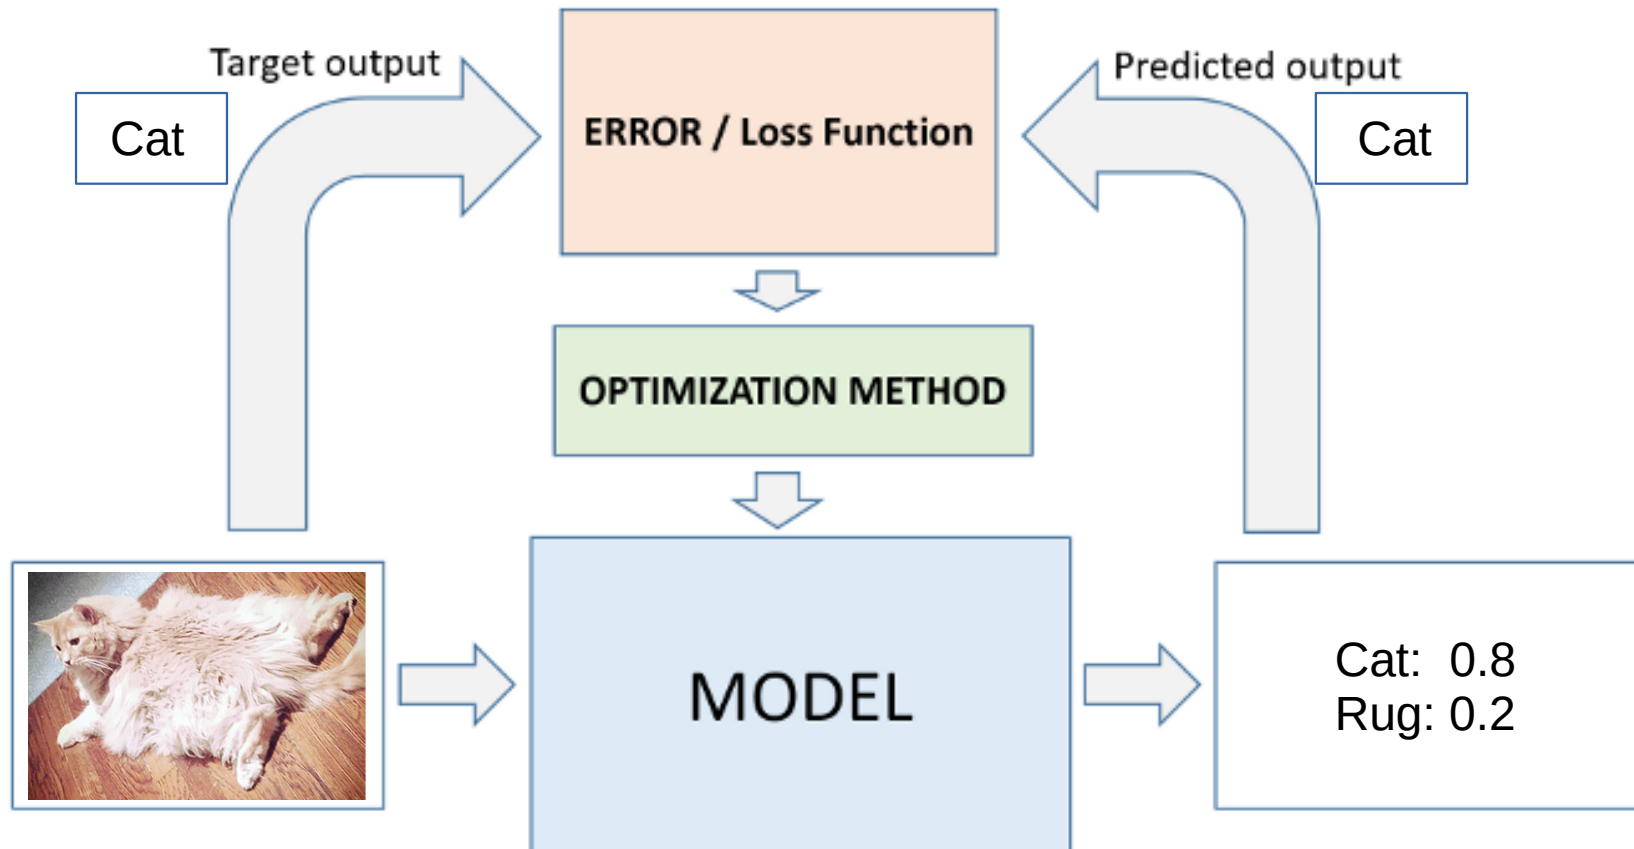 Target output
Predicted output
Cat
ERROR / Loss Function
Cat
OPTIMIZATION METHOD
MODEL
Cat: 0.8
Rug: 0.2